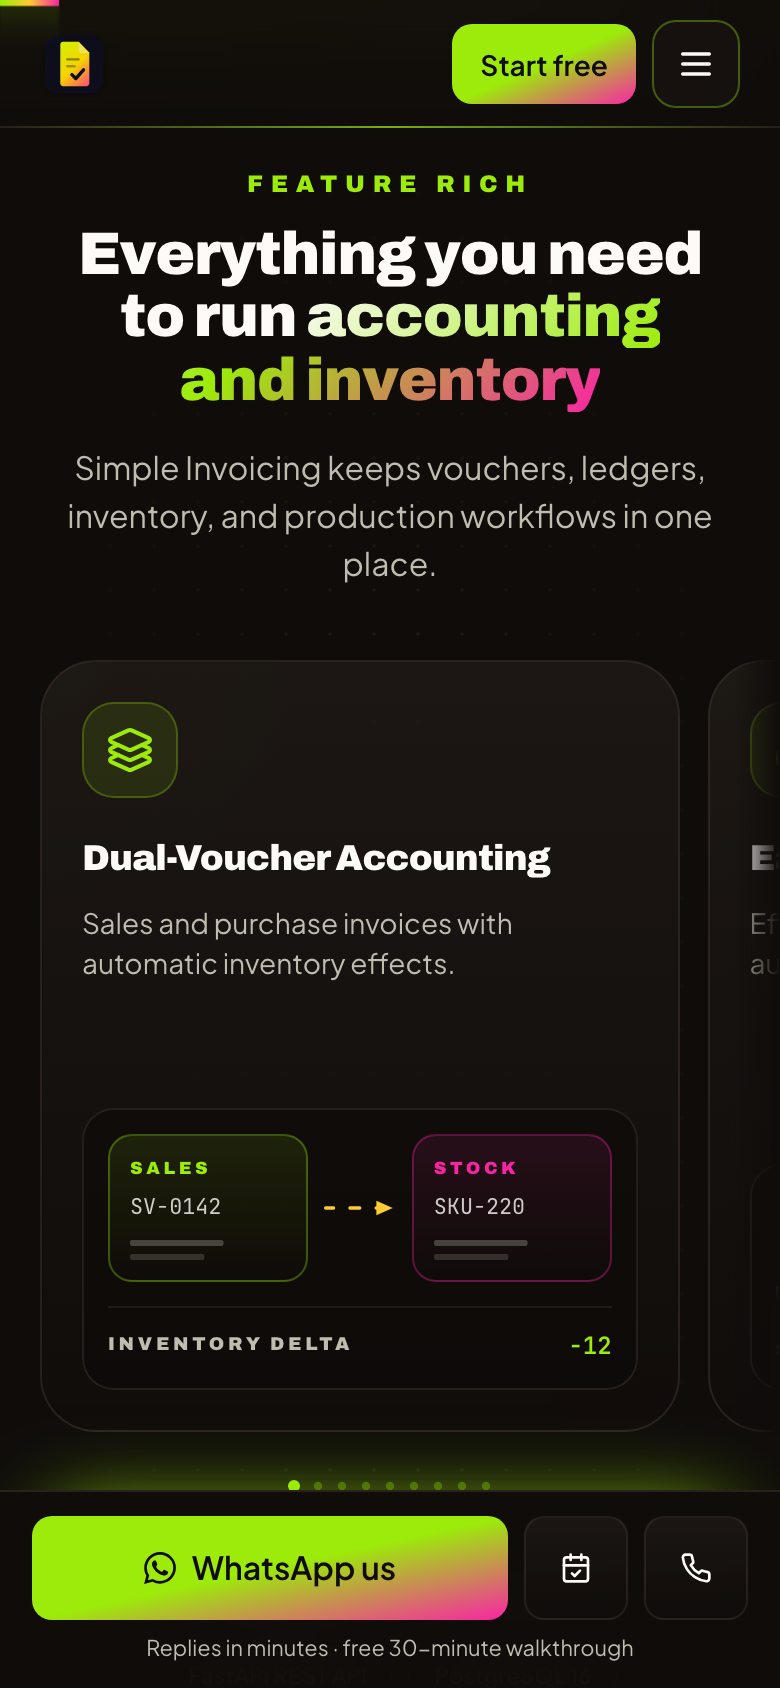 Start free
FEATURE RICH
Everything you need
to run accounting
and inventory
Simple Invoicing keeps vouchers, ledgers,
inventory, and production workflows in one
place.
Dual-Voucher Accounting
Sales and purchase invoices with
automatic inventory effects.
SALES
SV-0142
STOCK
SKU-220
INVENTORY DELTA
-12
WhatsApp us
Replies in minutes · free 30–minute walkthrough